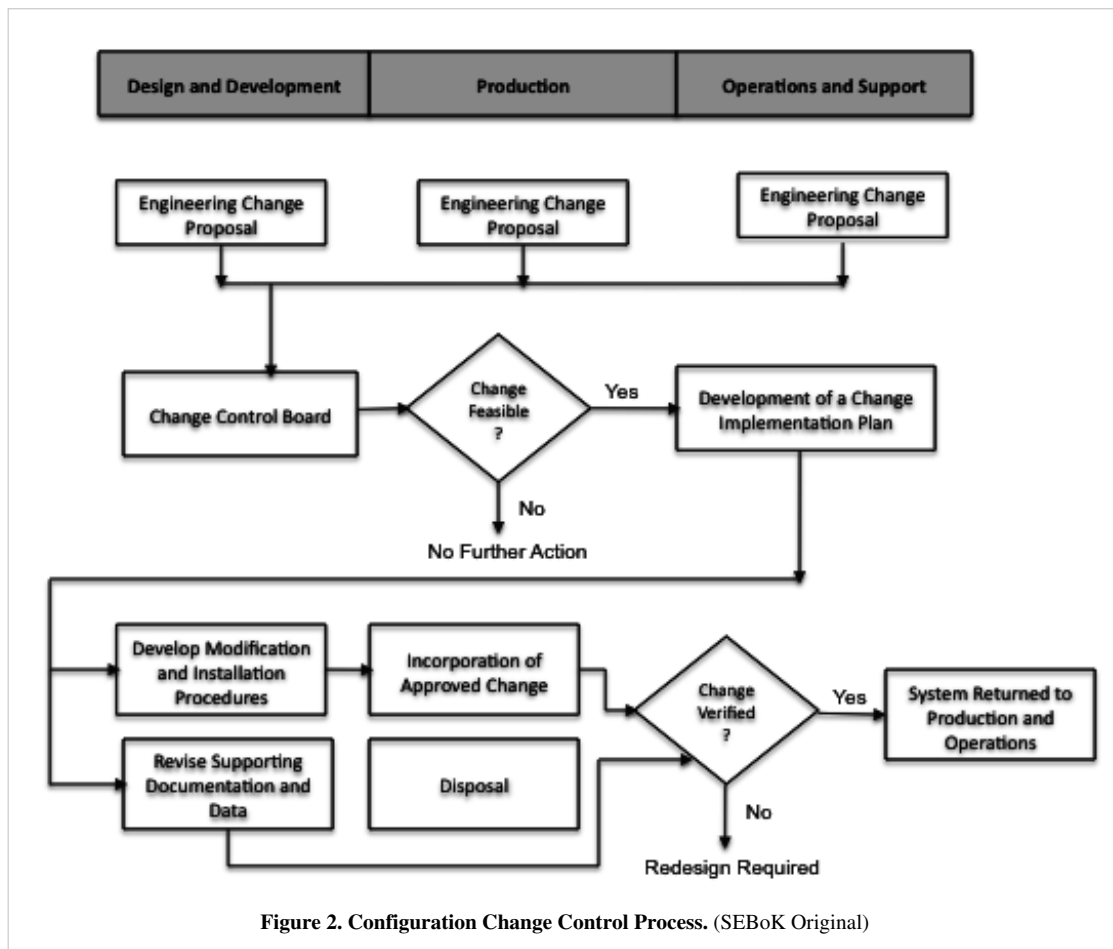 Design and Development
Production
Operations and Support
Engineering Change
Proposal
Engineering Change
Proposal
Engineering Change
Proposal
Change Control Board
Change
Feasible
?
Yes
Development of a Change
Implementation Plan
No
No Further Action
Develop Modification
and Installation
Procedures
Incorporation of
Approved Change
Change
Verified
?
Yes
System Returned to
Production and
Operations
Revise Supporting
Documentation and
Data
Disposal
No
Redesign Required
Figure 2. Configuration Change Control Process. (SEBoK Original)